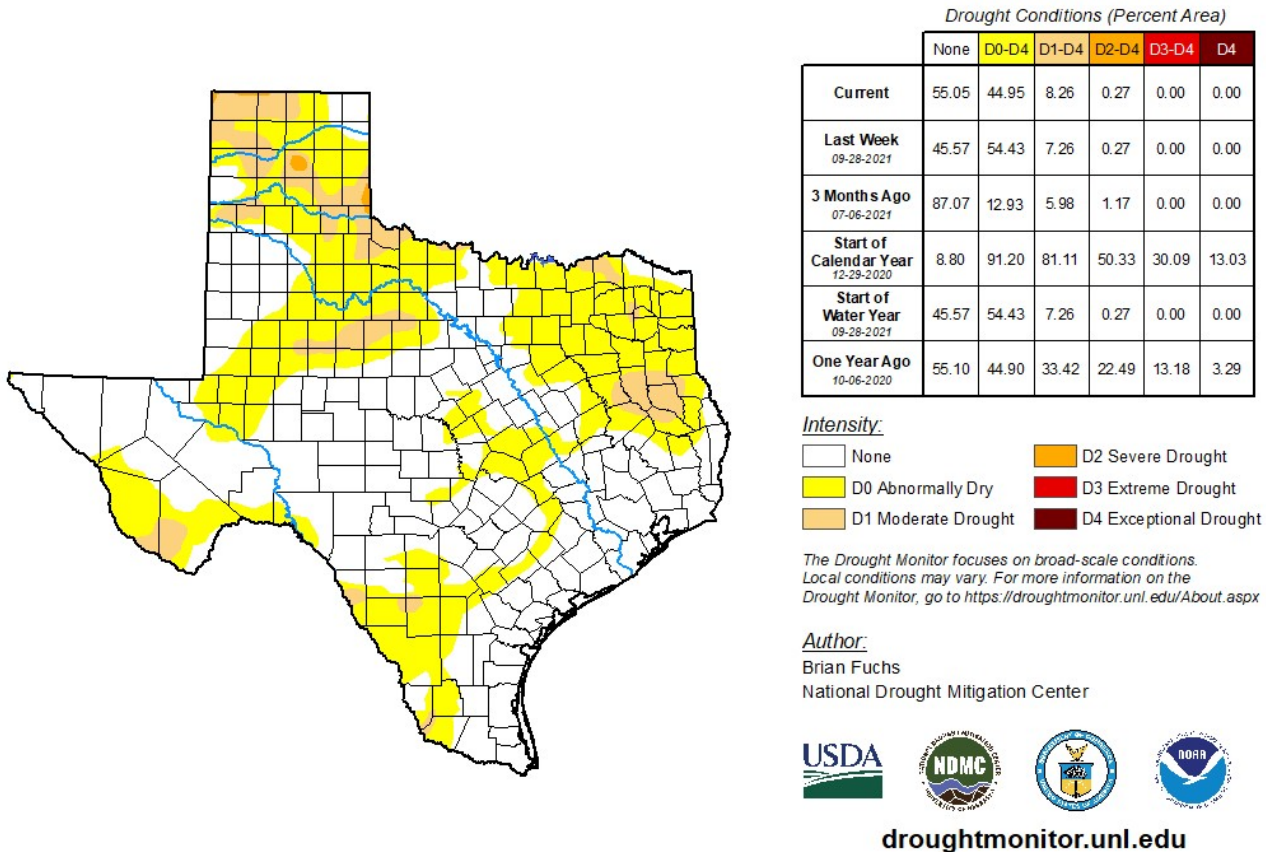 Drought Conditions (Percent Area)
None D0-D4 D1-D4 D2-D4 D3-D4 D4
Current 55.05 44.95 8.26 0.27 0.00 0.00
Last Week
09-28-2021
45.57 54.43 7.26 0.27 0.00 0.00
3 Months Ago
07-06-2021
87.07 12.93 5.98 1.17 0.00 0.00
Start of
Calendar Year
12-29-2020
8.80 91.20 81.11 50.33 30.09 13.03
Start of
Water Year
09-28-2021
45.57 54.43 7.26 0.27 0.00 0.00
One Year Ago
10-06-2020
55.10 44.90 33.42 22.49 13.18 3.29
Intensity:
None
D0 Abnormally Dry
D1 Moderate Drought
D2 Severe Drought
D3 Extreme Drought
D4 Exceptional Drought
The Drought Monitor focuses on broad-scale conditions.
Local conditions may vary. For more information on the
Drought Monitor, go to https://droughtmonitor.unl.edu/About.aspx
Author:
Brian Fuchs
National Drought Mitigation Center
USDA
NDMC
NOAA
droughtmonitor.unl.edu